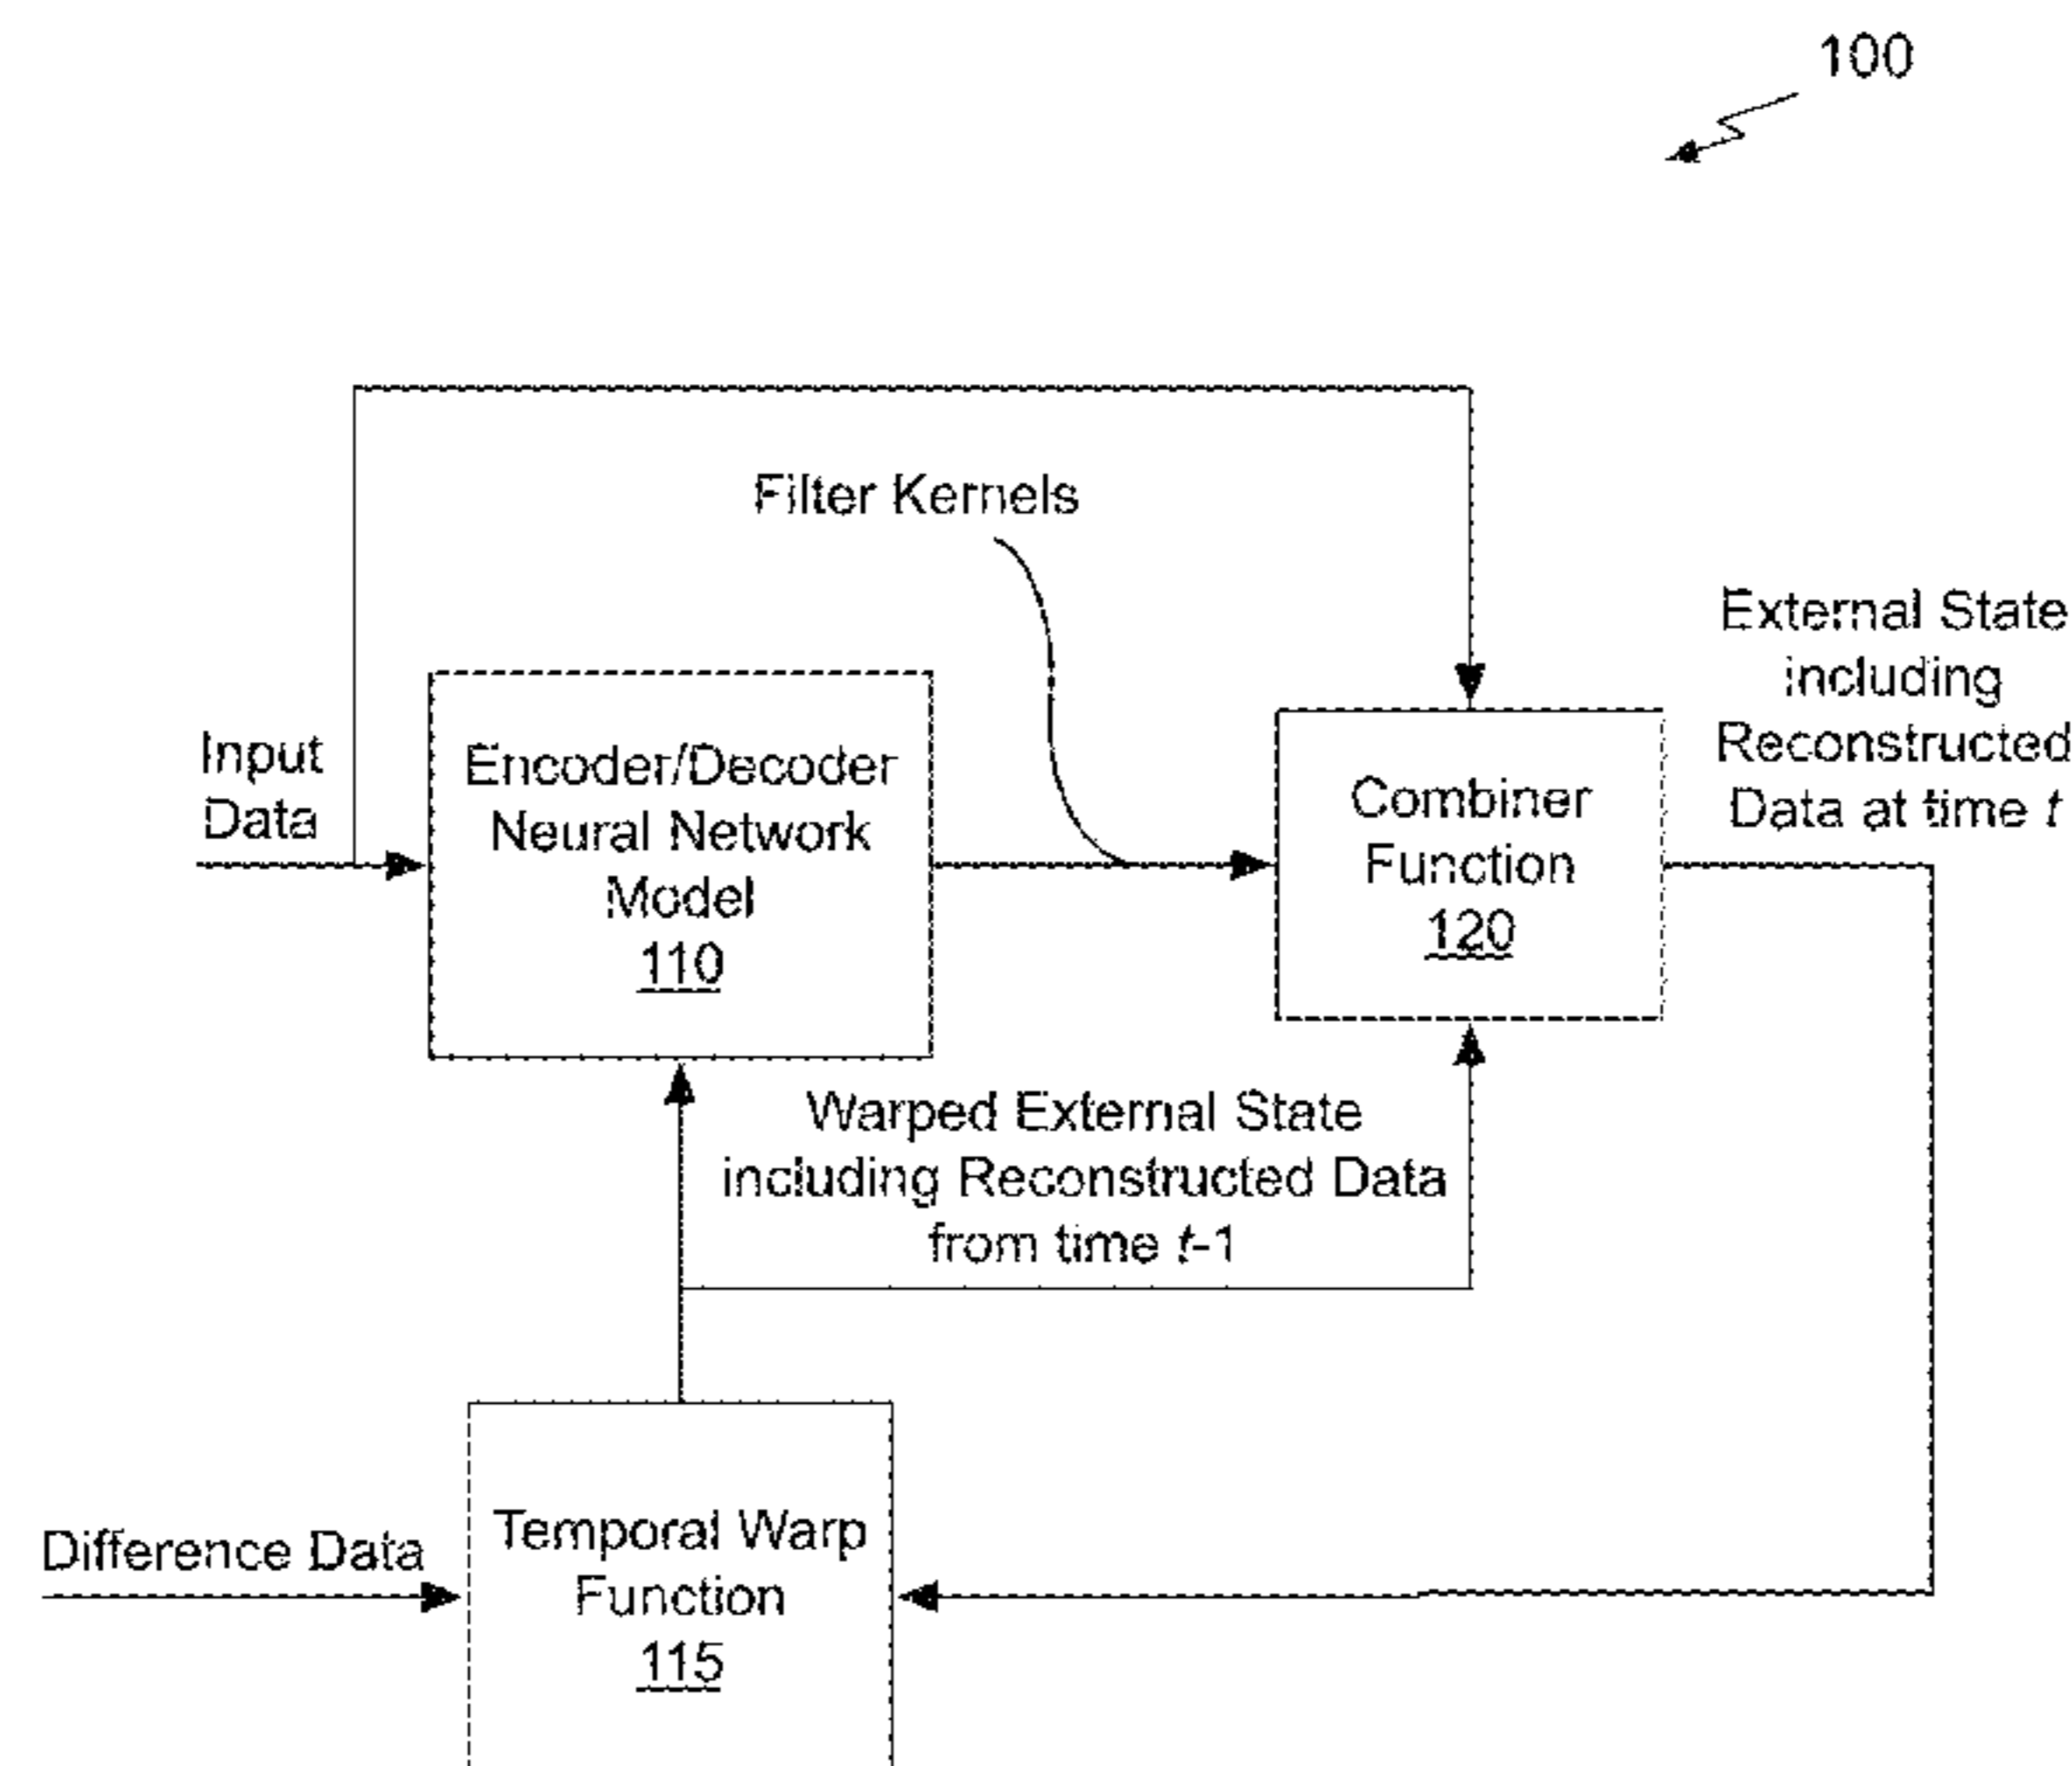 100
Filter Kernels
External State
including
Reconstructed
Data at time t
Input
Data
Encoder/Decoder
Neural Network
Model
110
Combiner
Function
120
Warped External State
including Reconstructed Data
from time t-1
Difference Data
Temporal Warp
Function
115